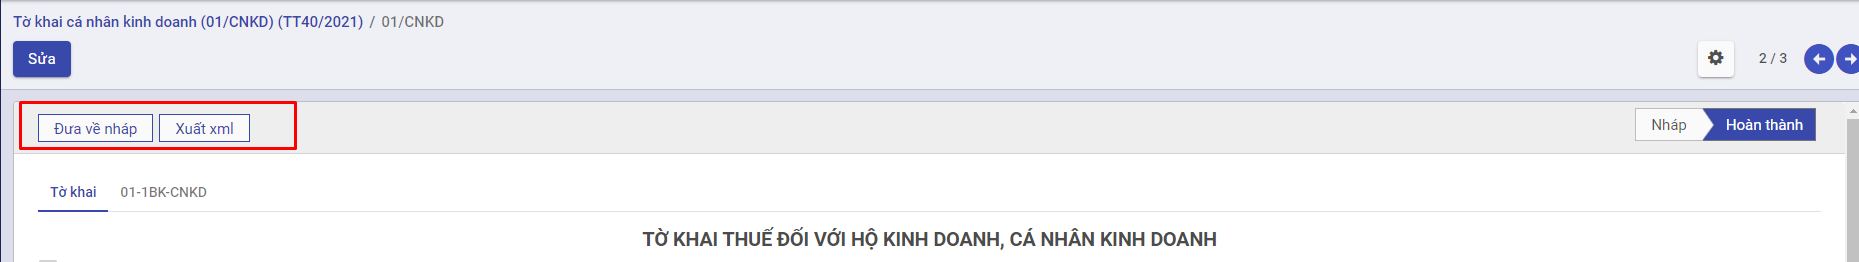 Tờ khai cá nhân kinh doanh (01/CNKD) (TT40/2021) / 01/CNKD
Sửa
2 / 3
Đưa về nháp Xuất xml
Nháp Hoàn thành
Tờ khai 01-1BK-CNKD
TỜ KHAI THUẾ ĐỐI VỚI HỘ KINH DOANH, CÁ NHÂN KINH DOANH